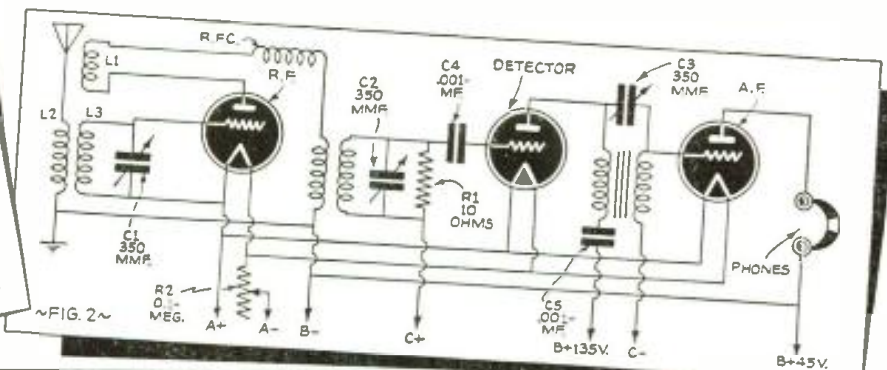 R.F.C.
R.F.
L1
L2
L3
C1
350
MMF.
C2
350
MMF.
C4
.001-
MF.
DETECTOR
R1
10
OHMS
C3
350
MMF
A.F.
PHONES
C5
.001-
MF.
R2
MEG.
~FIG. 2~
A+
A-
B-
C+
B+135V.
C-
B+45V.